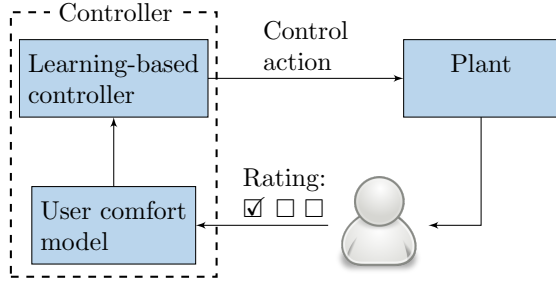 Controller
Learning-based
controller
Control
action
Plant
Rating:
☑ ☐ ☐
User comfort
model